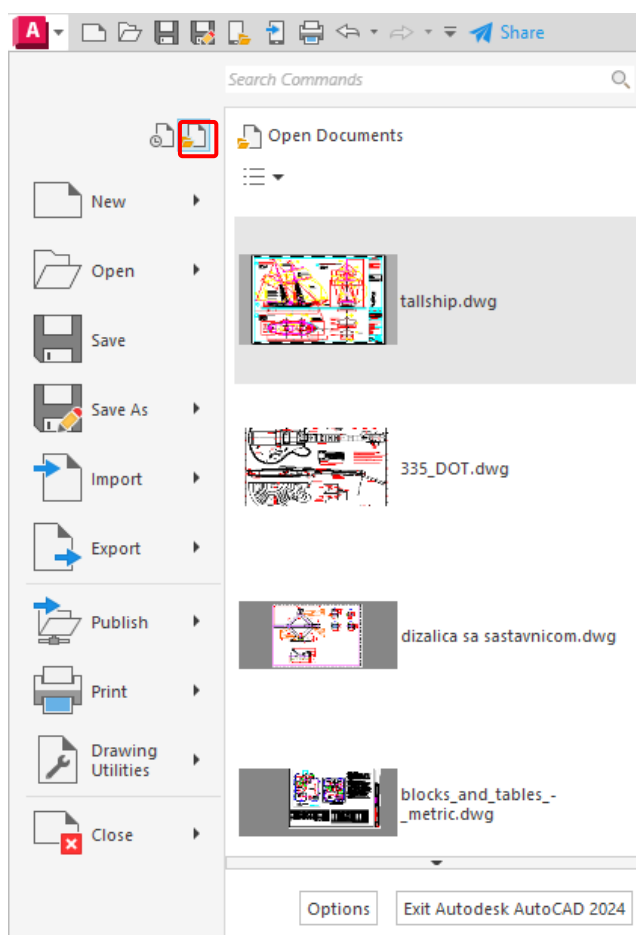 A
Share
Search Commands
Open Documents
New
Open
Save
Save As
Import
Export
Publish
Print
Drawing
Utilities
Close
tallship.dwg
335_DOT.dwg
dizalica sa sastavnicom.dwg
blocks_and_tables_-
_metric.dwg
Options
Exit Autodesk AutoCAD 2024